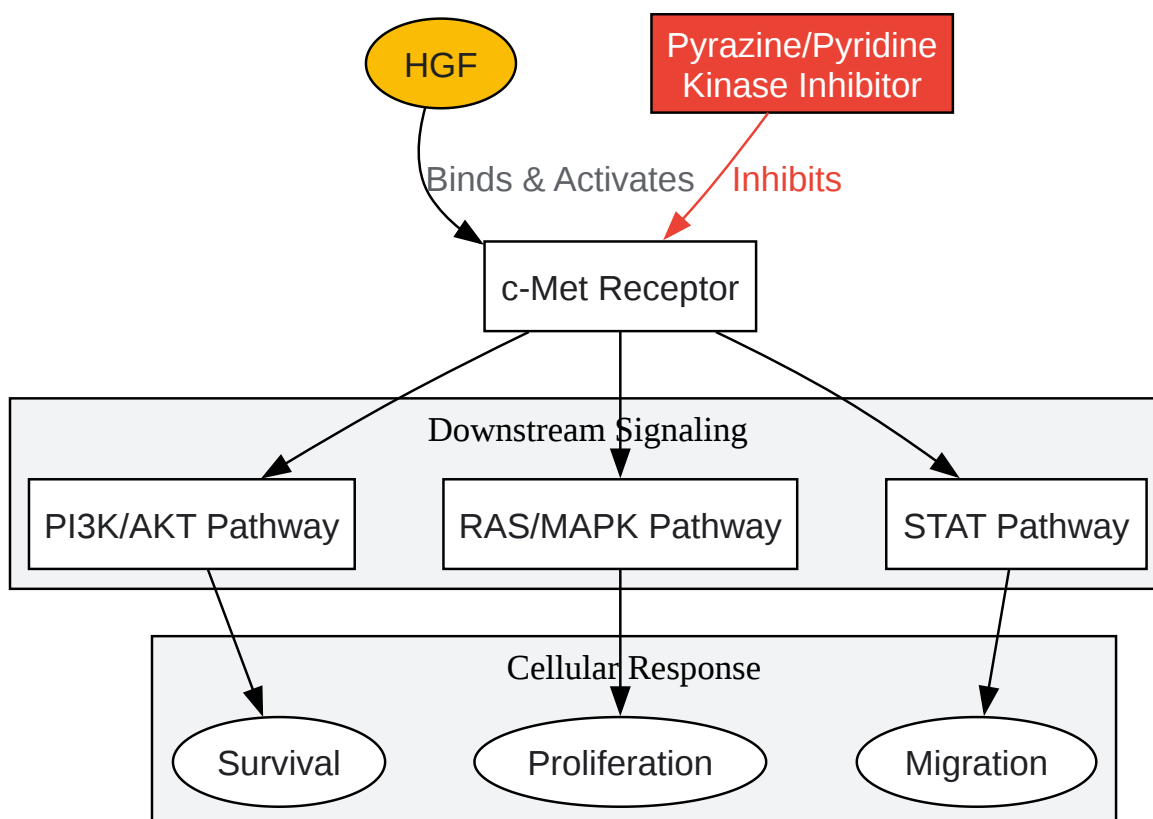 HGF
Pyrazine/Pyridine
Kinase Inhibitor
Binds & Activates
Inhibits
c-Met Receptor
Downstream Signaling
PI3K/AKT Pathway
RAS/MAPK Pathway
STAT Pathway
Cellular Response
Survival
Proliferation
Migration